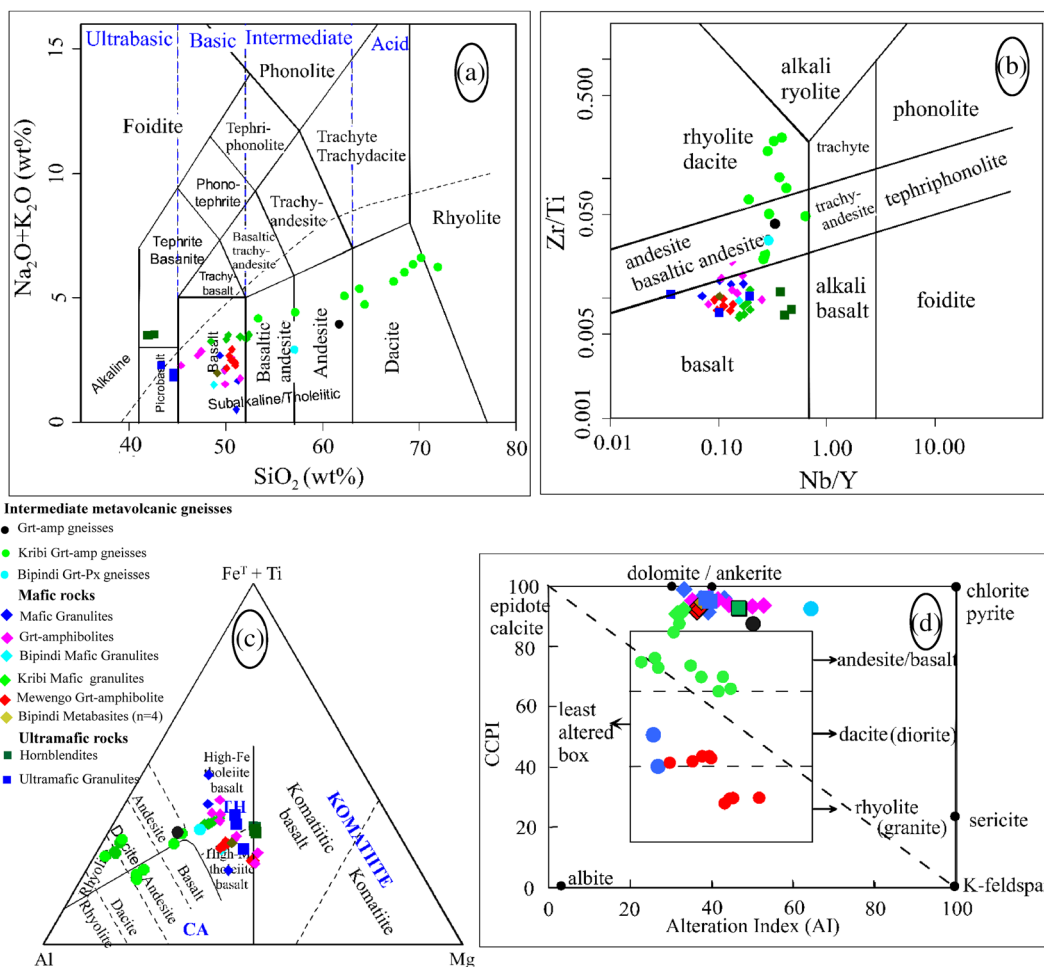 Ultrabasic Basic Intermediate Acid
(a)
Phonolite
Foidite
Tephri-
phonolite
Trachyte
Trachydacite
Phono-
tephrite
Trachy-
andesite
Rhyolite
Tephrite
Basanite
Basaltic
trachy-
andesite
Trachy-
basalt
Alkaline
Picrobasalt
Basalt
Basaltic
andesite
Andesite
Dacite
Subalkaline/Tholeiitic
Na2O+K2O (wt%)
15
10
5
0
40 50 60 70 80
SiO2 (wt%)
(b)
alkali
ryolite
phonolite
rhyolite
dacite
trachyte
tephriphonolite
trachy-
andesite
andesite
basaltic andesite
alkali
basalt
foidite
basalt
Zr/Ti
0.500
0.050
0.005
0.001
0.01 0.10 1.00 10.00
Nb/Y
Intermediate metavolcanic gneisses
Grt-amp gneisses
Kribi Grt-amp gneisses
Bipindi Grt-Px gneisses
Mafic rocks
Mafic Granulites
Grt-amphibolites
Bipindi Mafic Granulites
Kribi Mafic granulites
Mewengo Grt-amphibolite
Bipindi Metabasites (n=4)
Ultramafic rocks
Hornblendites
Ultramafic Granulites
Fe^T + Ti
(c)
High-Fe
tholeiite
basalt
TH
Komatiitic
basalt
KOMATIITE
Komatiite
Andesite
Dacite
Rhyolite
Basalt
Andesite
Dacite
Rhyolite
tholeiite
basalt
CA
Al Mg
dolomite / ankerite
(d)
epidote
calcite
chlorite
pyrite
andesite/basalt
least
altered
box
dacite (diorite)
rhyolite
(granite)
sericite
albite
K-feldspa
CCPI
100
80
60
40
20
0
0 20 40 60 80 100
Alteration Index (AI)